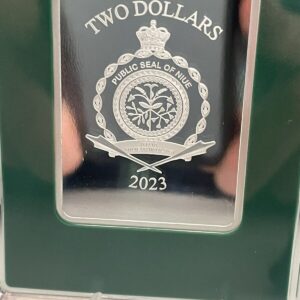 TWO DOLLARS
PUBLIC SEAL OF NIUE
2023